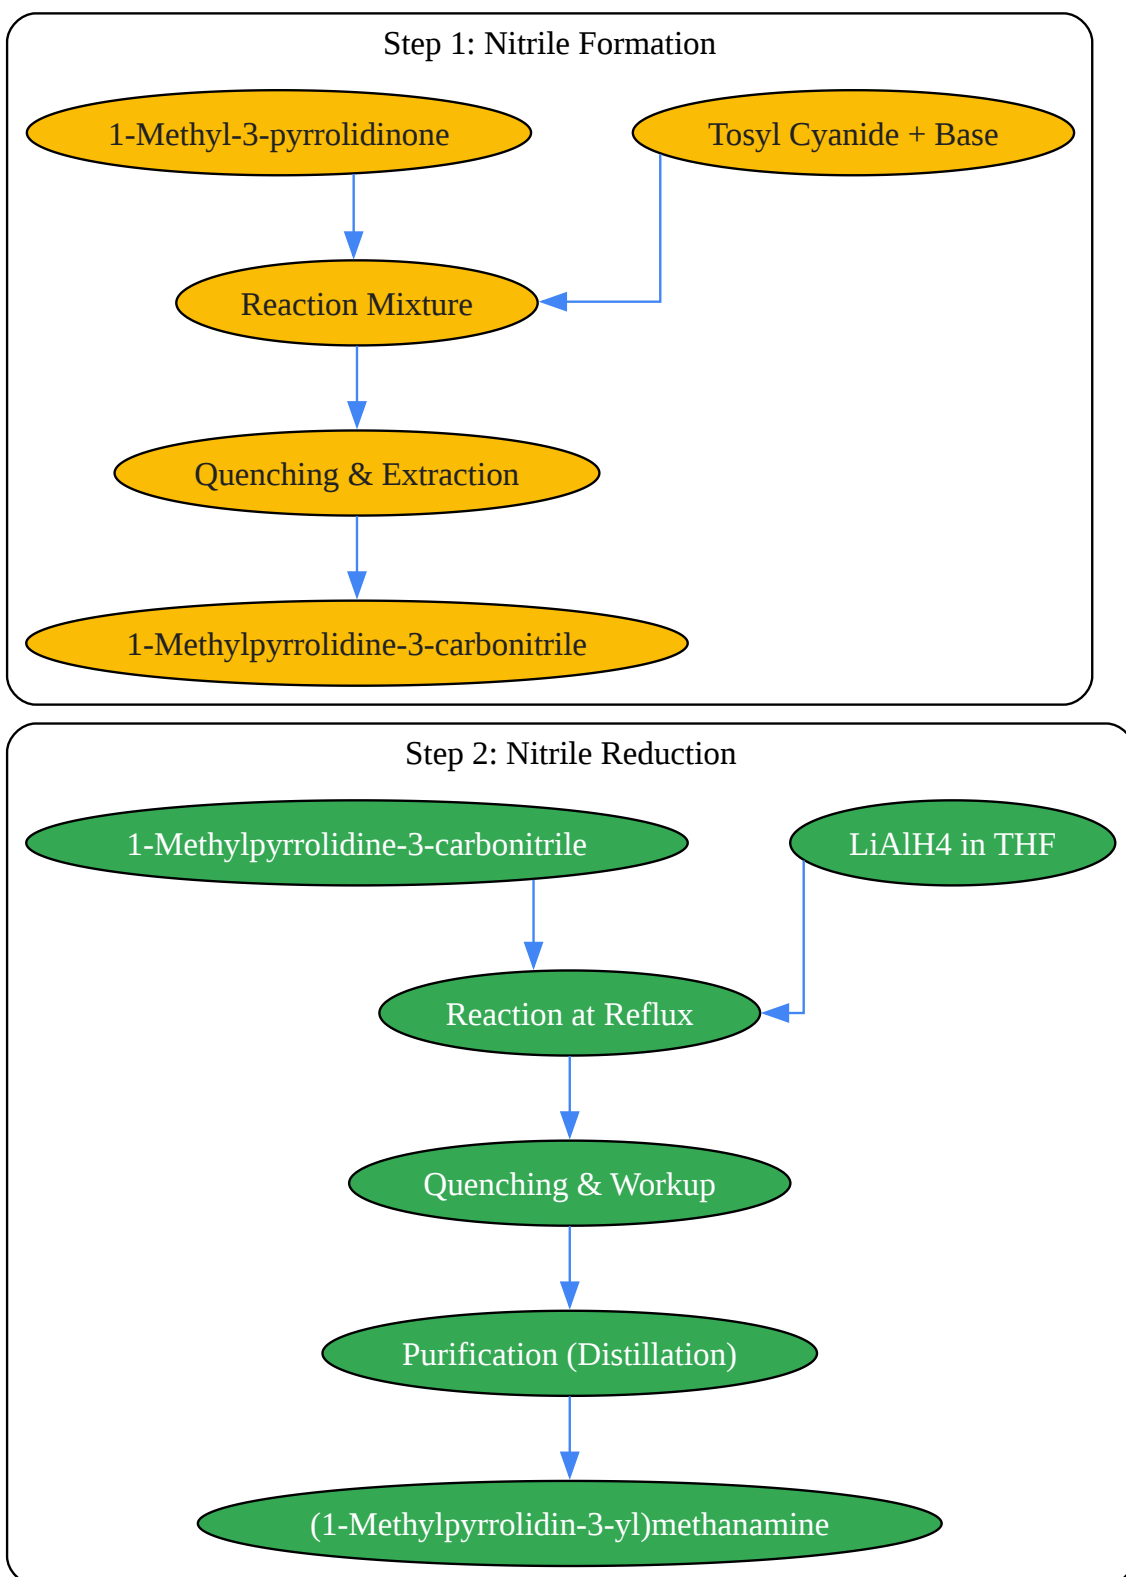 Step 1: Nitrile Formation
1-Methyl-3-pyrrolidinone
Tosyl Cyanide + Base
Reaction Mixture
Quenching & Extraction
1-Methylpyrrolidine-3-carbonitrile
Step 2: Nitrile Reduction
1-Methylpyrrolidine-3-carbonitrile
LiAlH4 in THF
Reaction at Reflux
Quenching & Workup
Purification (Distillation)
(1-Methylpyrrolidin-3-yl)methanamine